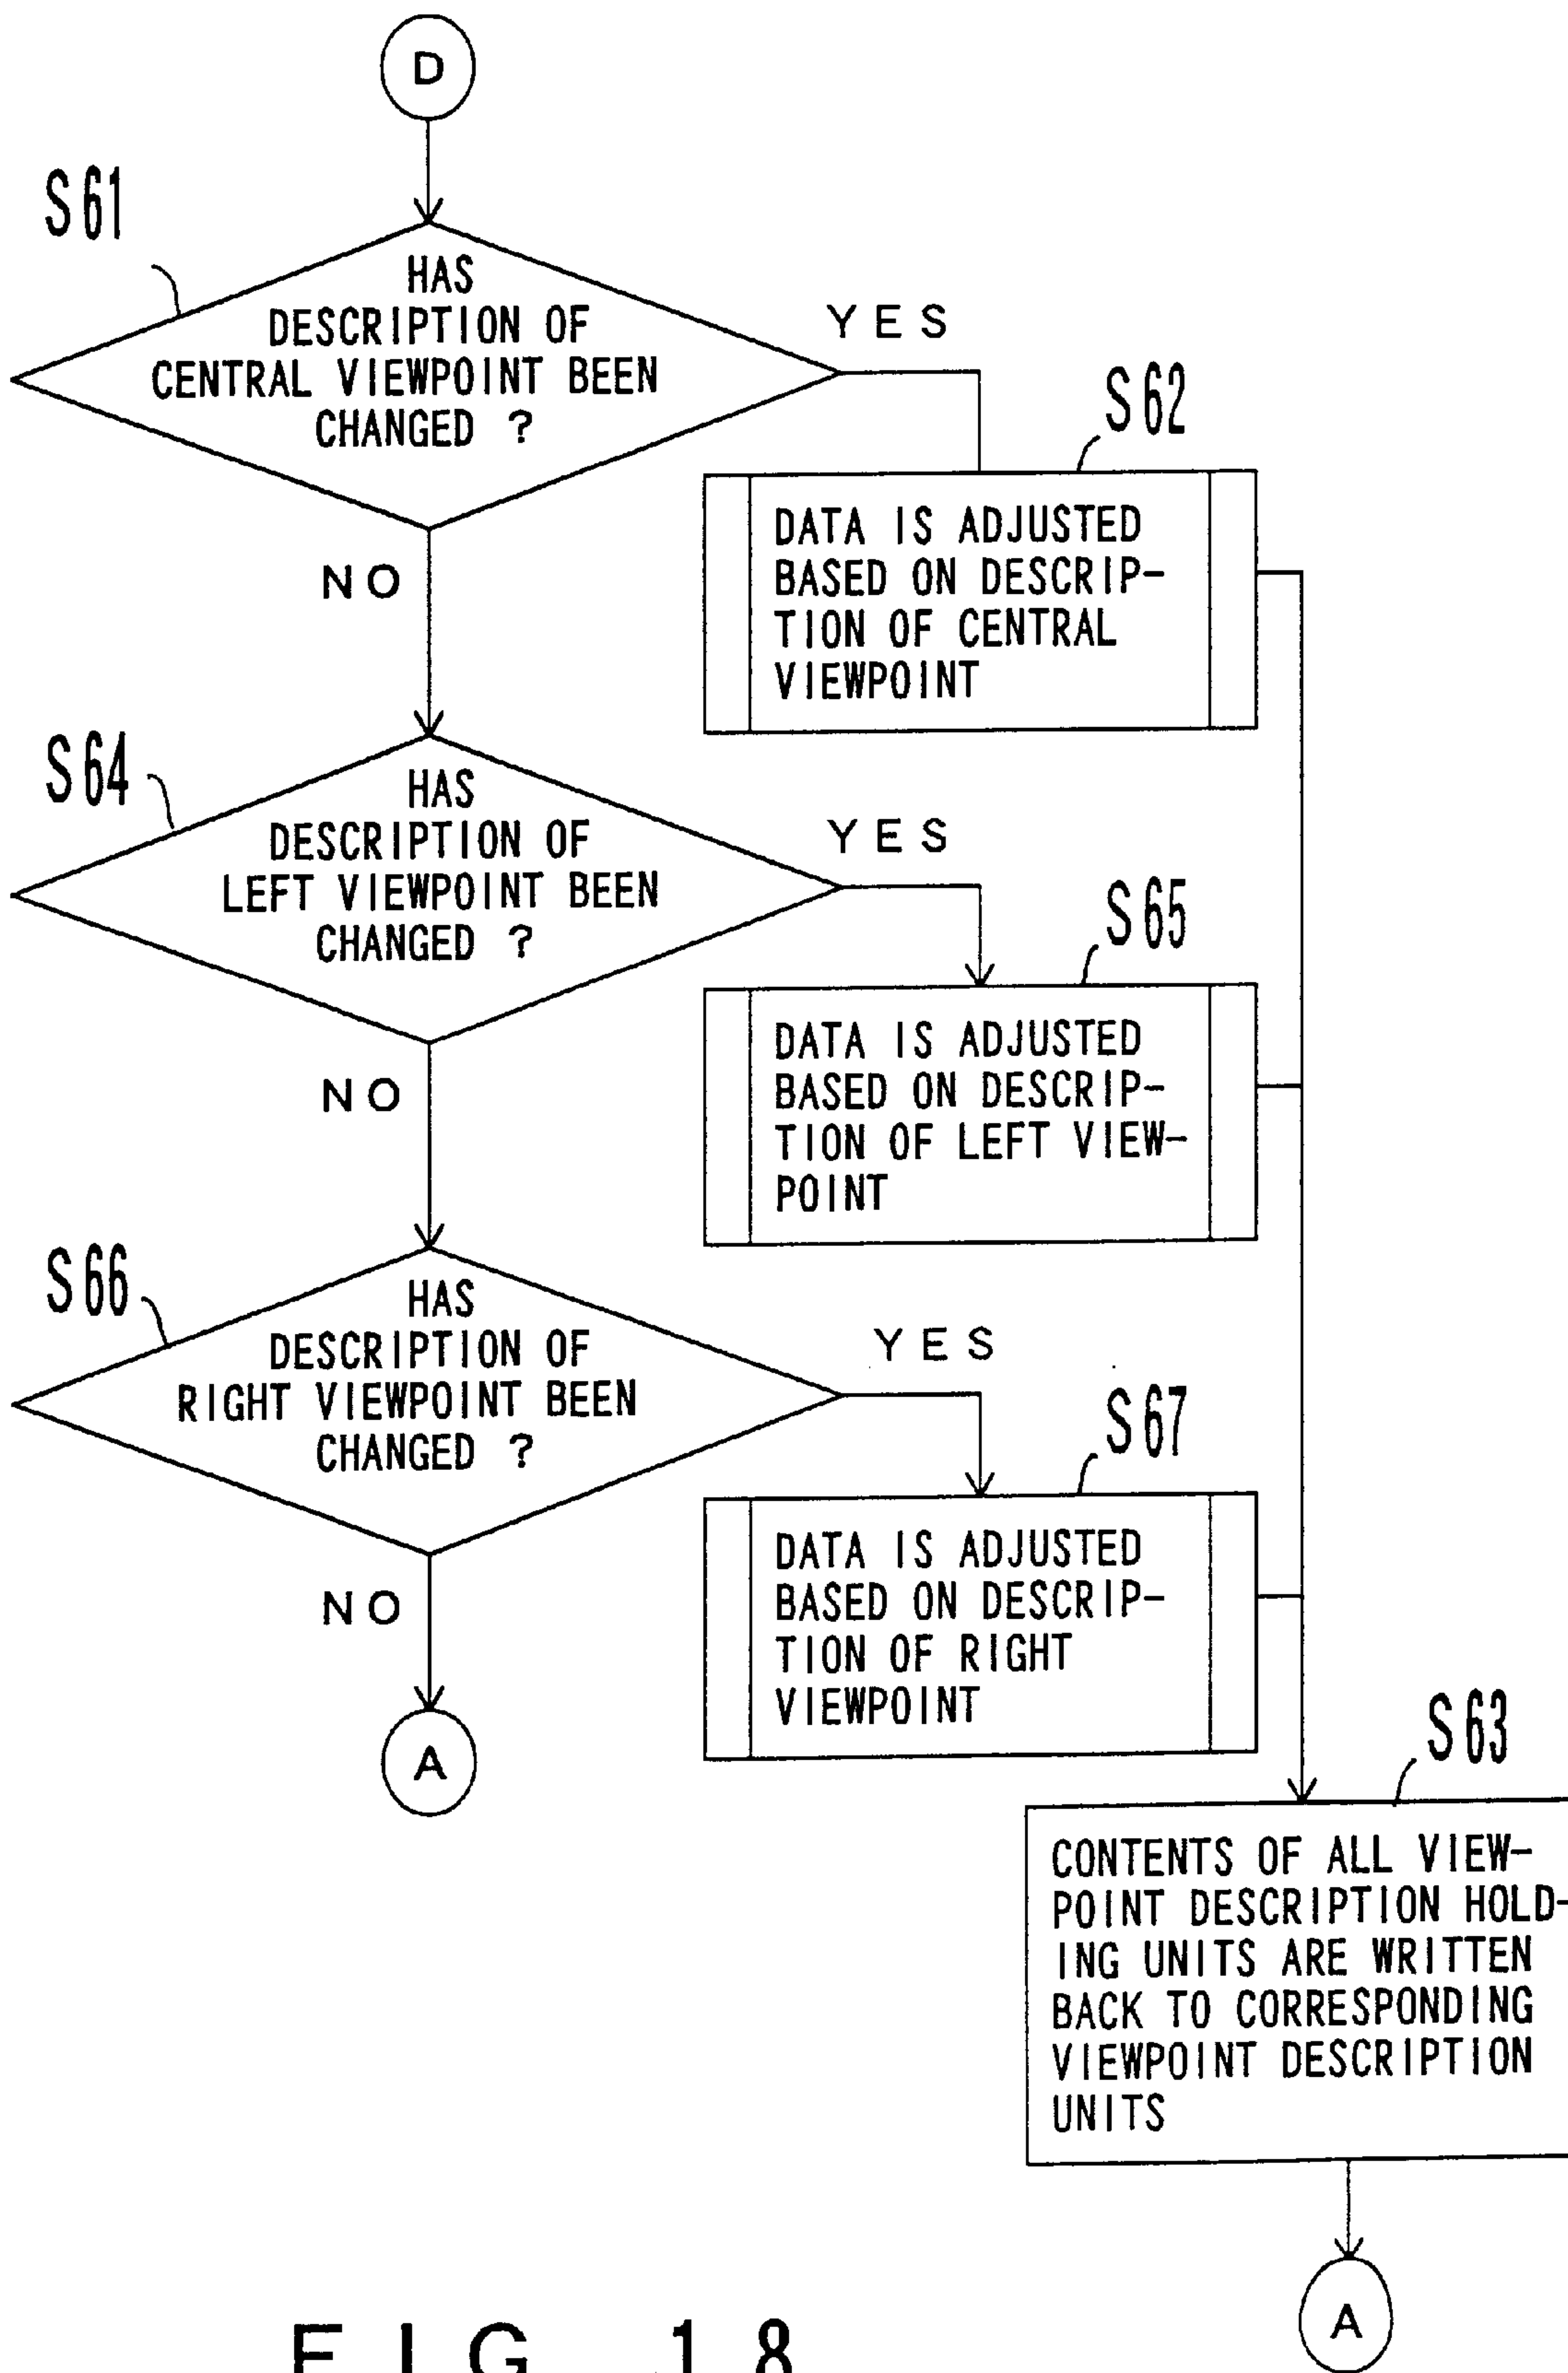 D
S61
HAS
DESCRIPTION OF
CENTRAL VIEWPOINT BEEN
CHANGED ?
YES
NO
S62
DATA IS ADJUSTED
BASED ON DESCRIP-
TION OF CENTRAL
VIEWPOINT
S64
HAS
DESCRIPTION OF
LEFT VIEWPOINT BEEN
CHANGED ?
YES
NO
S65
DATA IS ADJUSTED
BASED ON DESCRIP-
TION OF LEFT VIEW-
POINT
S66
HAS
DESCRIPTION OF
RIGHT VIEWPOINT BEEN
CHANGED ?
YES
NO
S67
DATA IS ADJUSTED
BASED ON DESCRIP-
TION OF RIGHT
VIEWPOINT
A
S63
CONTENTS OF ALL VIEW-
POINT DESCRIPTION HOLD-
ING UNITS ARE WRITTEN
BACK TO CORRESPONDING
VIEWPOINT DESCRIPTION
UNITS
A
FIG. 18